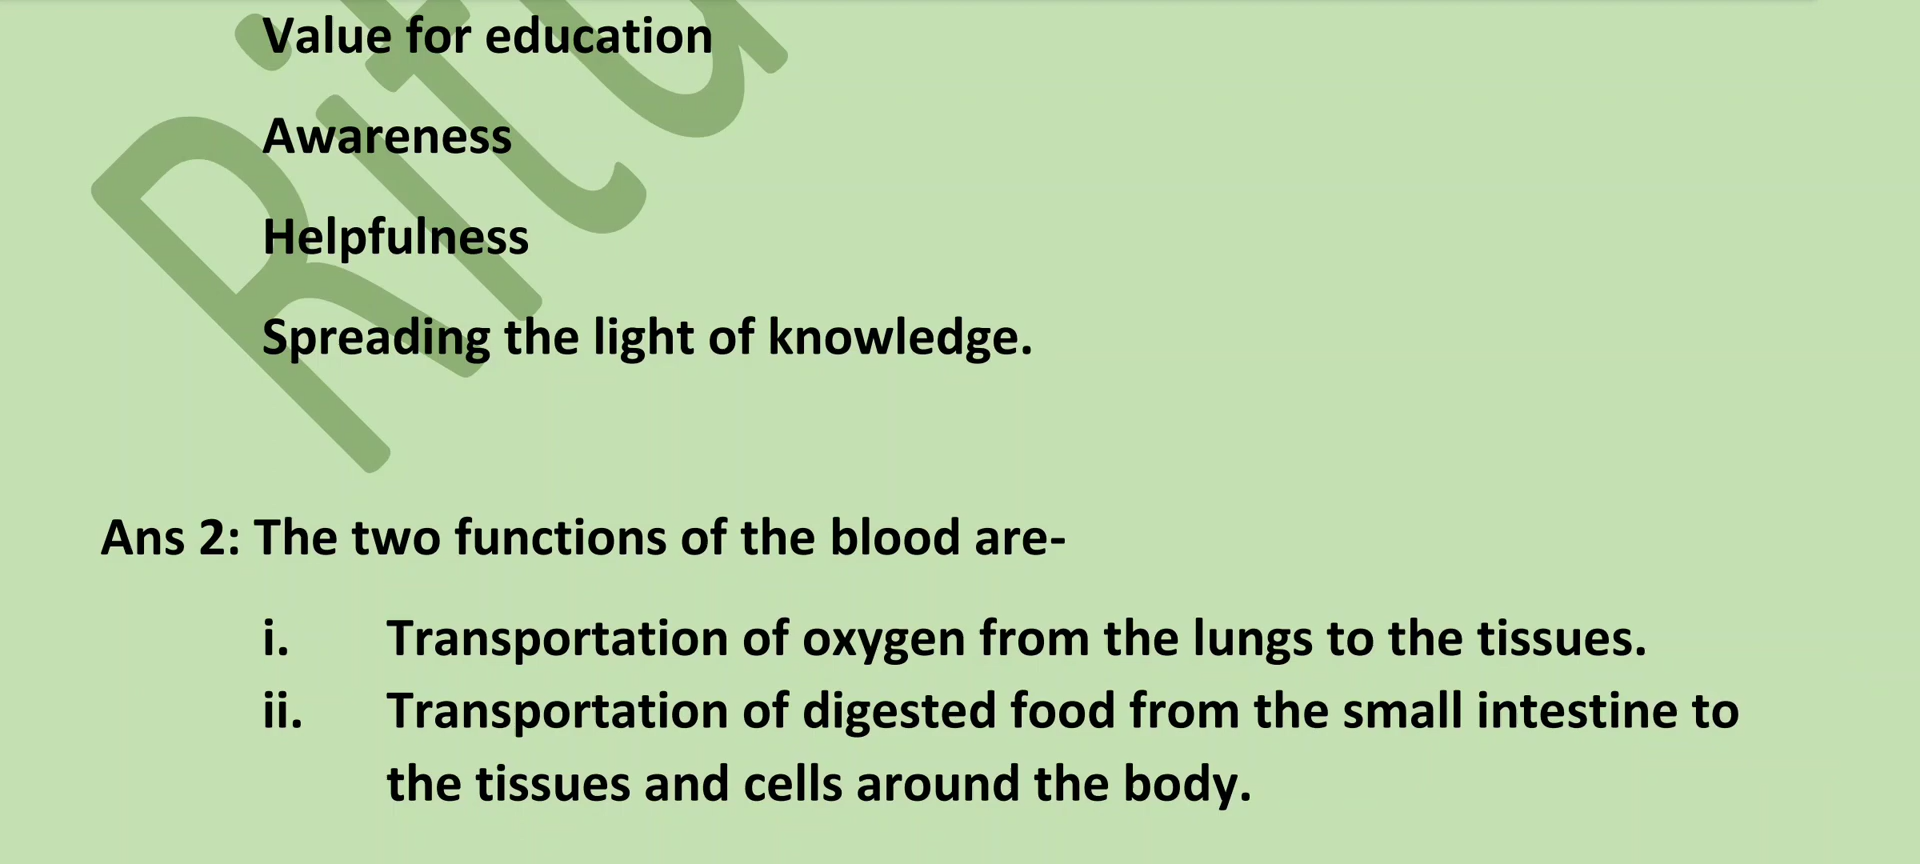 Value for education
Awareness
Helpfulness
Spreading the light of knowledge.
Ans 2: The two functions of the blood are-
i. Transportation of oxygen from the lungs to the tissues.
ii. Transportation of digested food from the small intestine to
the tissues and cells around the body.